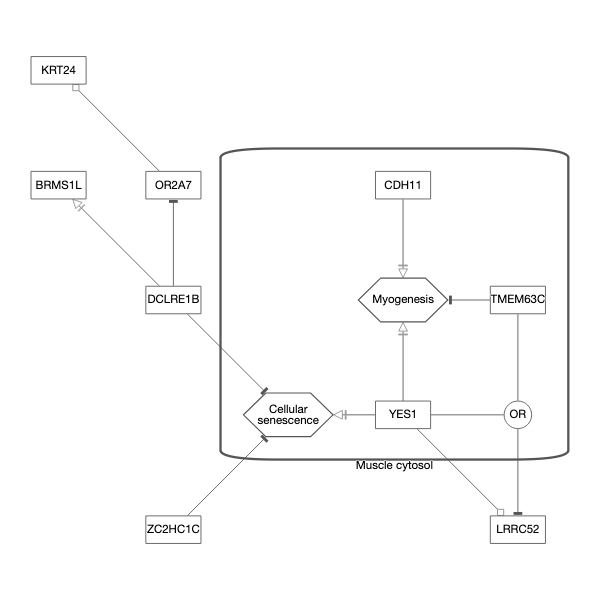 KRT24
BRMS1L
OR2A7
CDH11
DCLRE1B
Myogenesis
TMEM63C
Cellular
senescence
YES1
OR
Muscle cytosol
ZC2HC1C
LRRC52